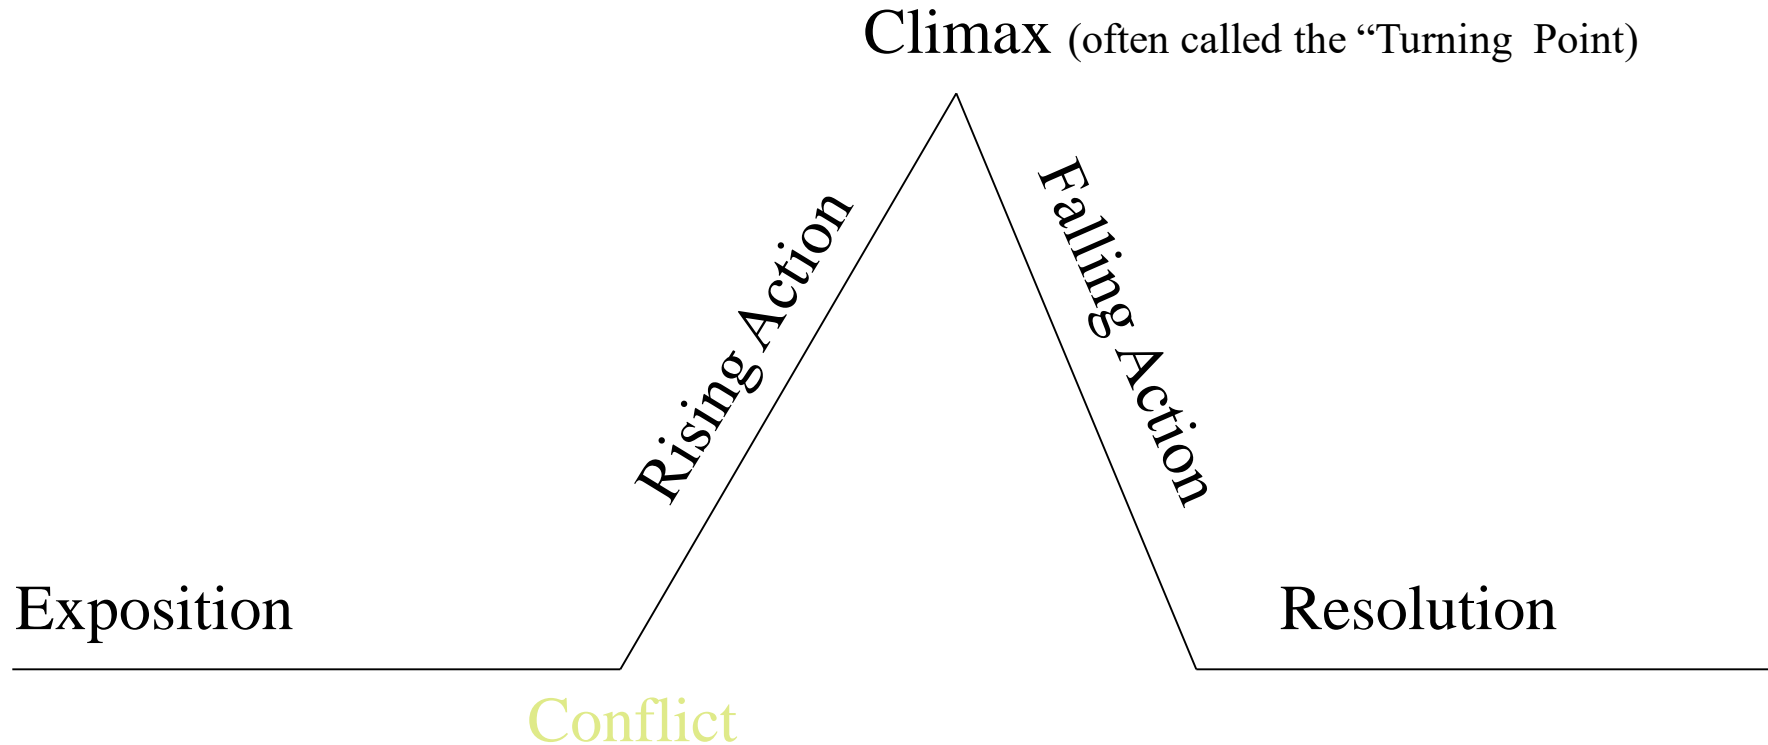 Climax (often called the “Turning  Point)
Rising Action
Falling Action
Exposition
Resolution
Conflict